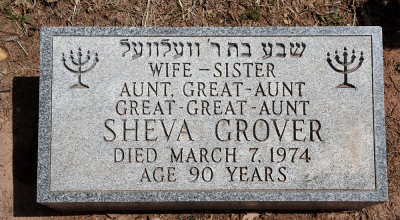 שבע בת ר׳ וועלוועל
WIFE – SISTER
AUNT, GREAT-AUNT
GREAT-GREAT-AUNT
SHEVA GROVER
DIED MARCH 7, 1974
AGE 90 YEARS